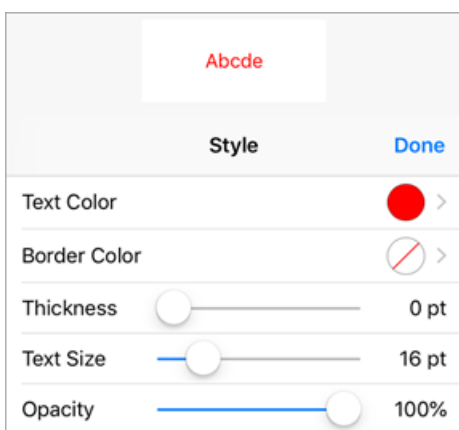 Abcde
Style Done
Text Color
Border Color
Thickness 0 pt
Text Size 16 pt
Opacity 100%